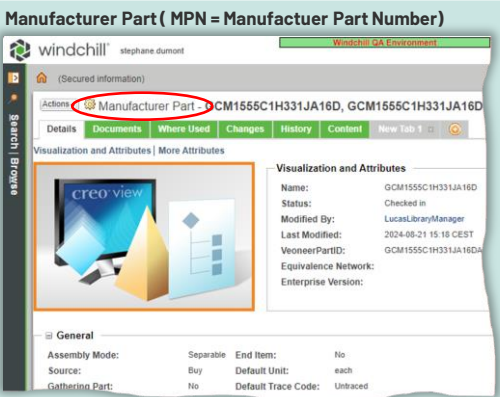 Manufacturer Part ( MPN = Manufactuer Part Number)
windchill® stephane.dumont
Windchill QA Environment
(Secured information)
Actions Manufacturer Part - GCM1555C1H331JA16D, GCM1555C1H331JA16D
Search | Browse
Details Documents Where Used Changes History Content New Tab 1
Visualization and Attributes | More Attributes
creo® view
Visualization and Attributes
Name: GCM1555C1H331JA16D
Status: Checked in
Modified By: LucasLibraryManager
Last Modified: 2024-08-21 15:18 CEST
VeoneerPartID: GCM1555C1H331JA16DA
Equivalence Network:
Enterprise Version:
General
Assembly Mode: Separable End Item: No
Source: Buy Default Unit: each
Gathering Part: No Default Trace Code: Untraced